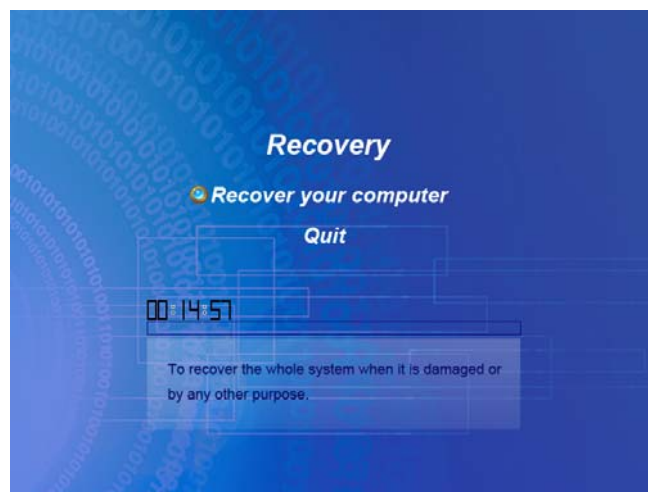 Recovery
Recover your computer
Quit
00:14:57
To recover the whole system when it is damaged or
by any other purpose.